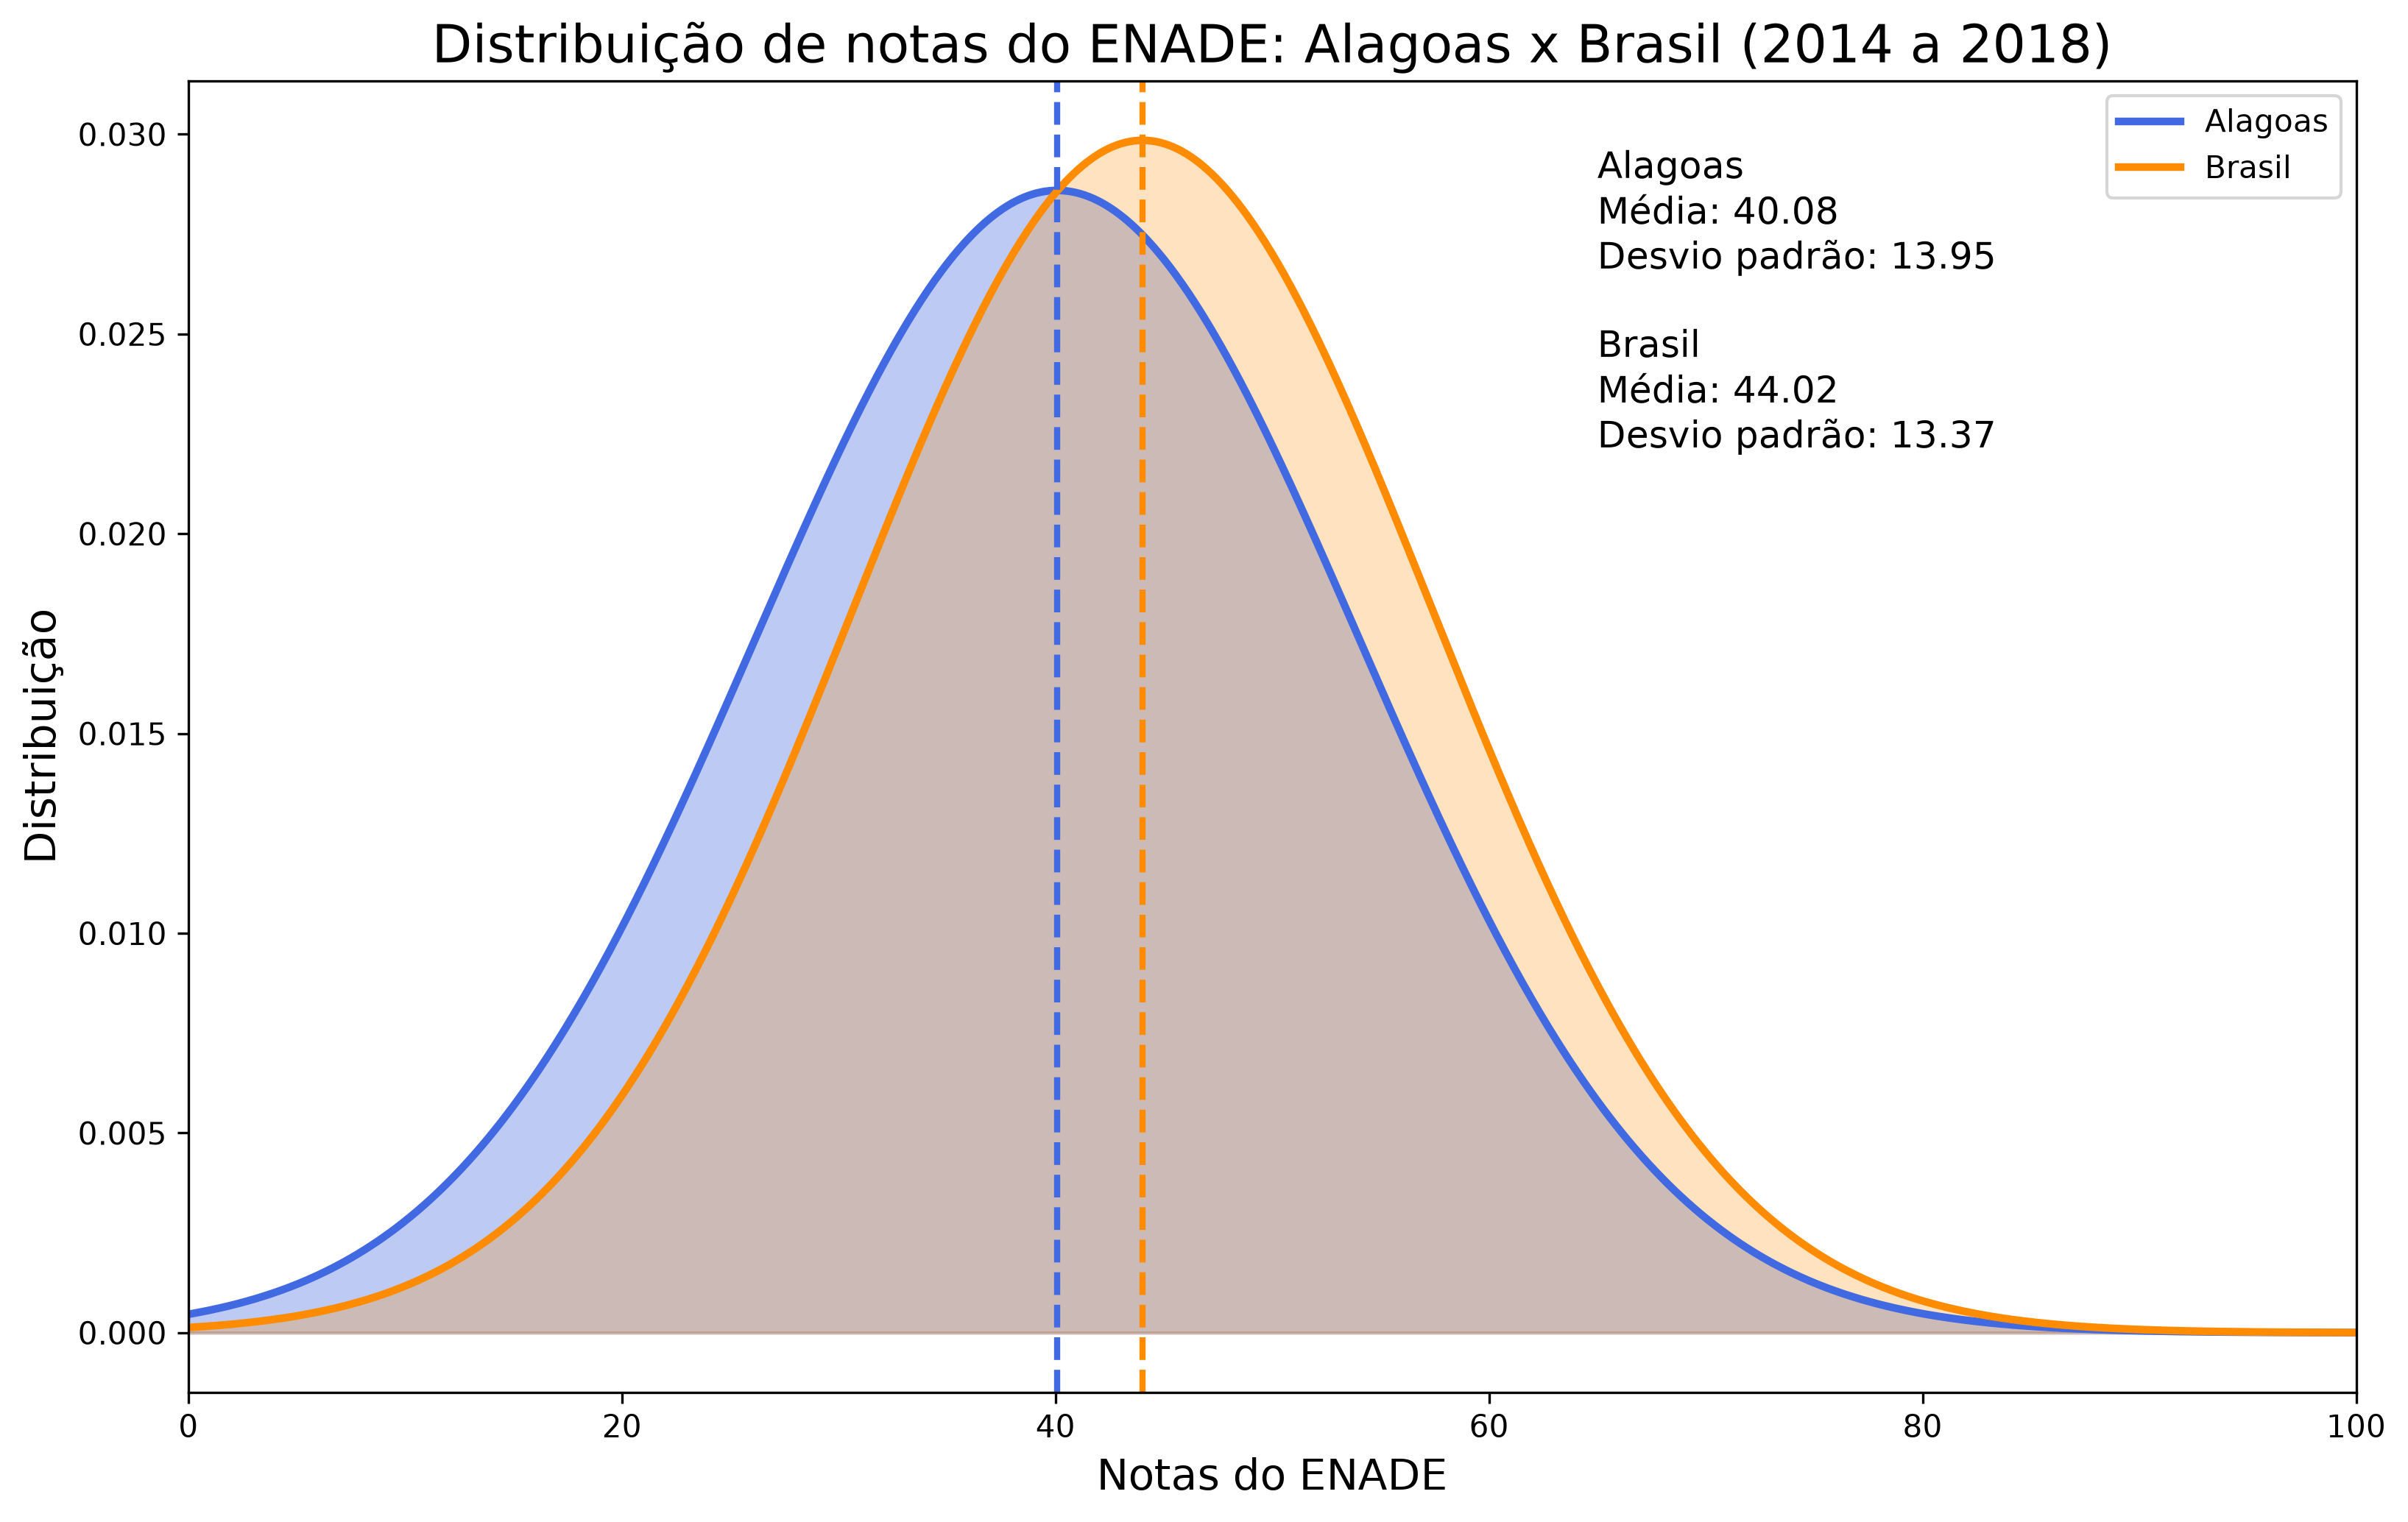 Distribuição de notas do ENADE: Alagoas x Brasil (2014 a 2018)
Alagoas
Brasil
Alagoas
Média: 40.08
Desvio padrão: 13.95
Brasil
Média: 44.02
Desvio padrão: 13.37
Distribuição
0.030
0.025
0.020
0.015
0.010
0.005
0.000
0
20
40
60
80
100
Notas do ENADE